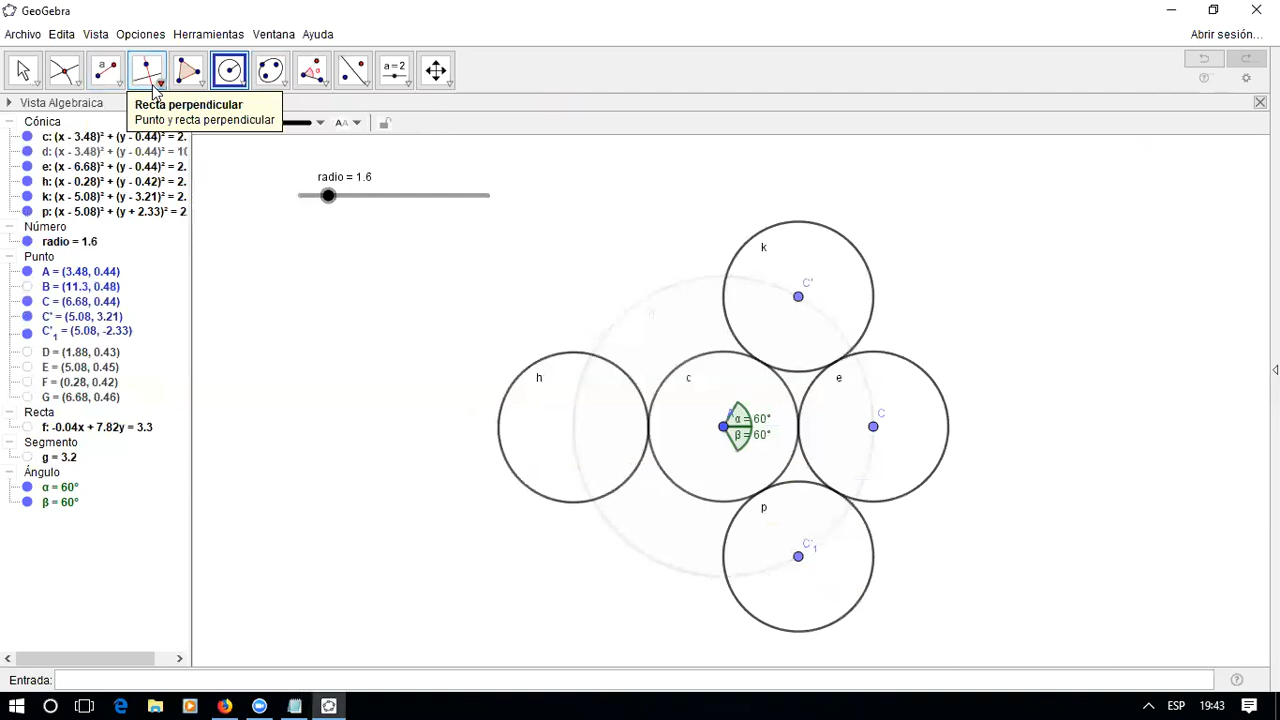 GeoGebra
Archivo Edita Vista Opciones Herramientas Ventana Ayuda Abrir sesión...
a α a = 2
Recta perpendicular
Punto y recta perpendicular
Vista Algebraica
AA
Cónica
c: (x - 3.48)² + (y - 0.44)² = 2.
d: (x - 3.48)² + (y - 0.44)² = 10
e: (x - 6.68)² + (y - 0.44)² = 2.
h: (x - 0.28)² + (y - 0.42)² = 2.
k: (x - 5.08)² + (y - 3.21)² = 2.
p: (x - 5.08)² + (y + 2.33)² = 2
Número
radio = 1.6
Punto
A = (3.48, 0.44)
B = (11.3, 0.48)
C = (6.68, 0.44)
C' = (5.08, 3.21)
C'₁ = (5.08, -2.33)
D = (1.88, 0.43)
E = (5.08, 0.45)
F = (0.28, 0.42)
G = (6.68, 0.46)
Recta
f: -0.04x + 7.82y = 3.3
Segmento
g = 3.2
Ángulo
α = 60°
β = 60°
radio = 1.6
k
C'
d
h
c
e
A
α = 60°
β = 60°
C
p
C'₁
Entrada:
ESP 19:43